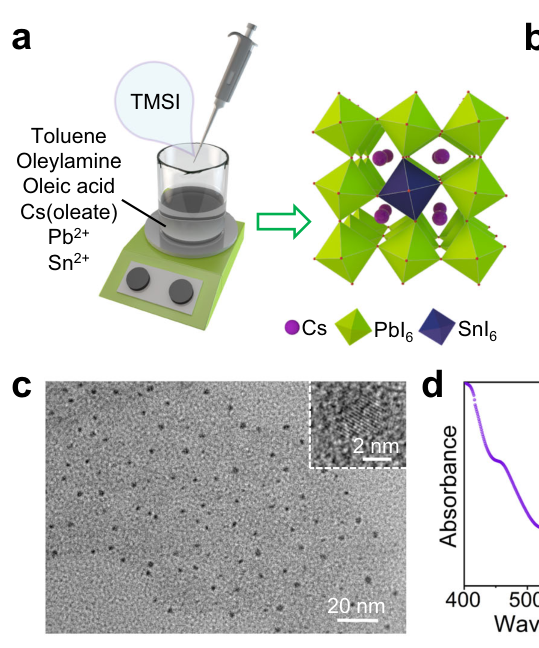 a
b
TMSI
Toluene
Oleylamine
Oleic acid
Cs(oleate)
Pb²⁺
Sn²⁺
Cs PbI₆ SnI₆
c
d
2 nm
20 nm
Absorbance
400 500
Wav